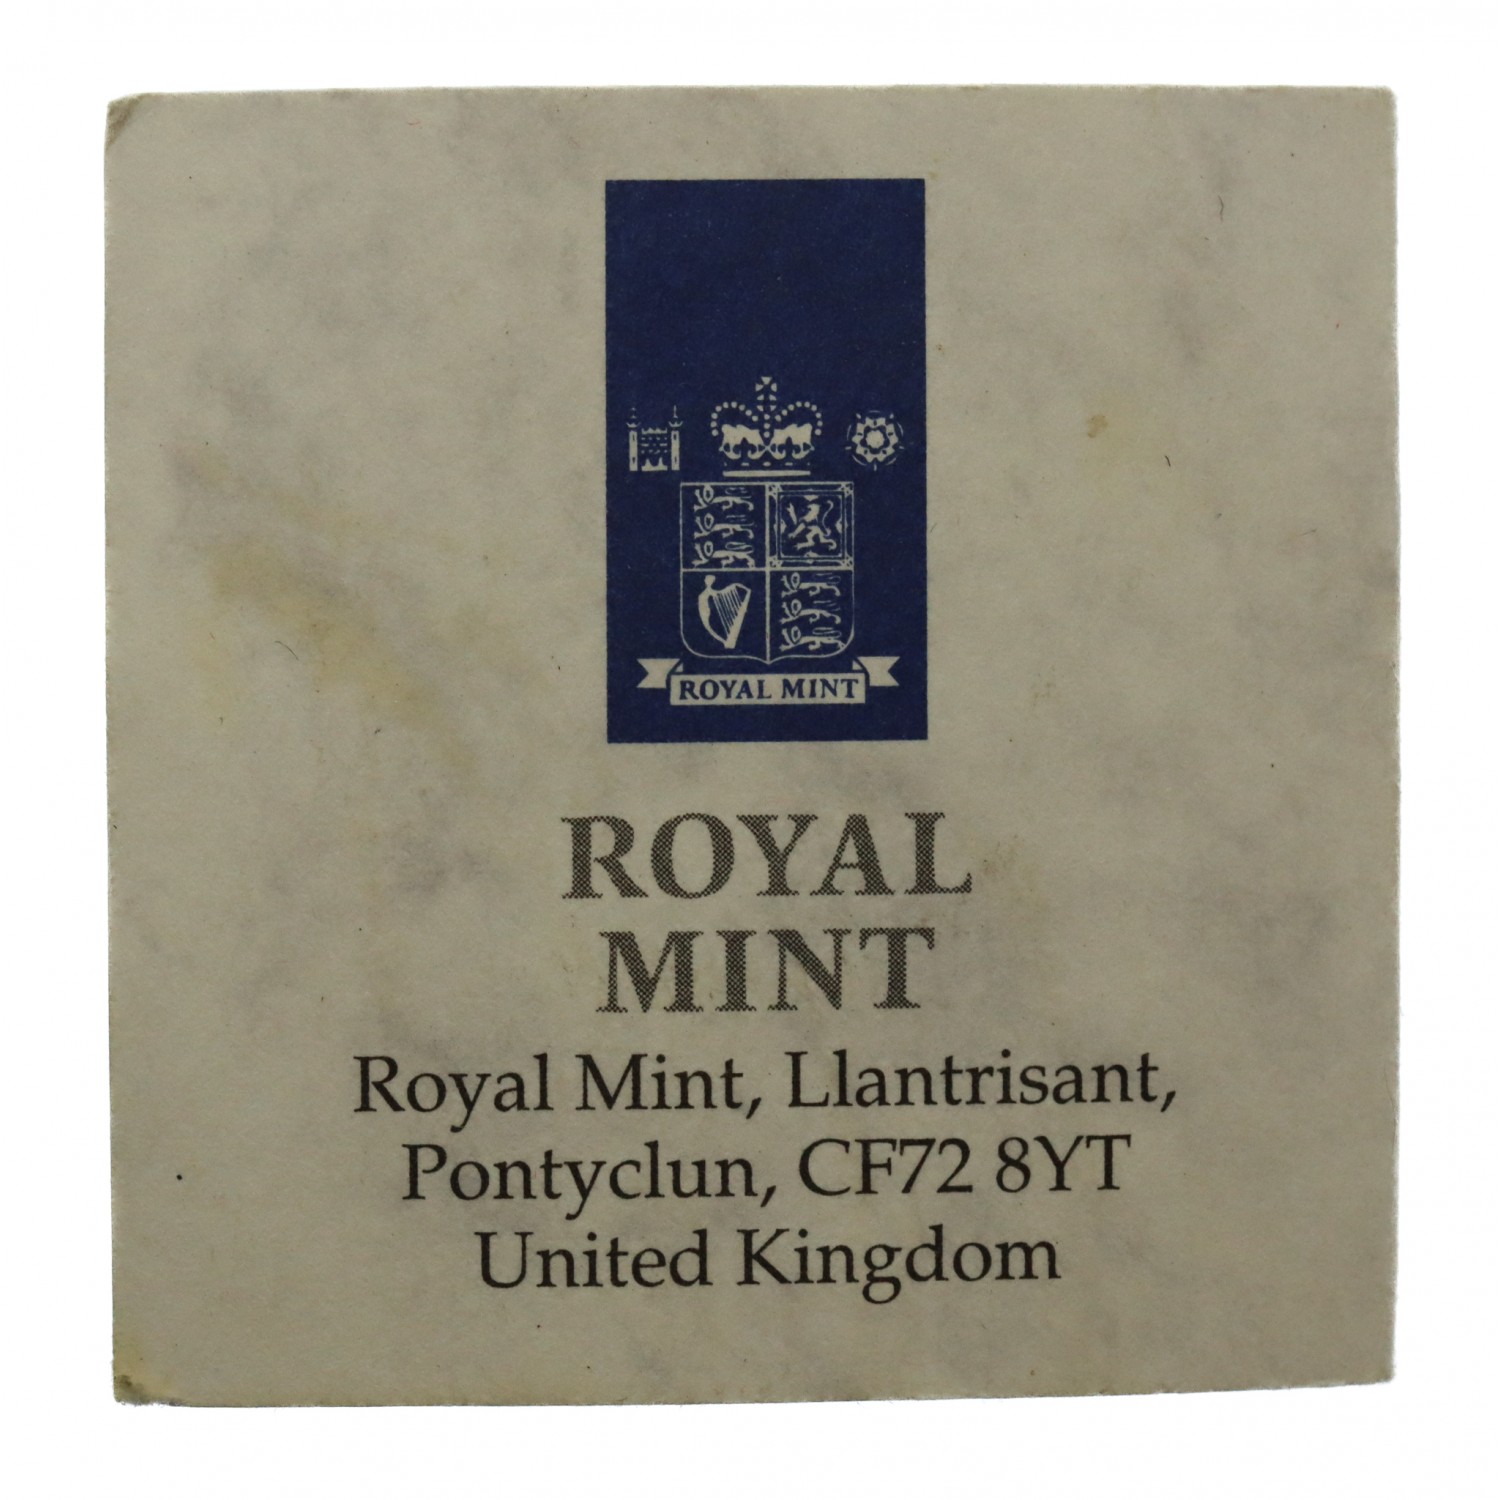 ROYAL MINT
ROYAL
MINT
Royal Mint, Llantrisant,
Pontyclun, CF72 8YT
United Kingdom